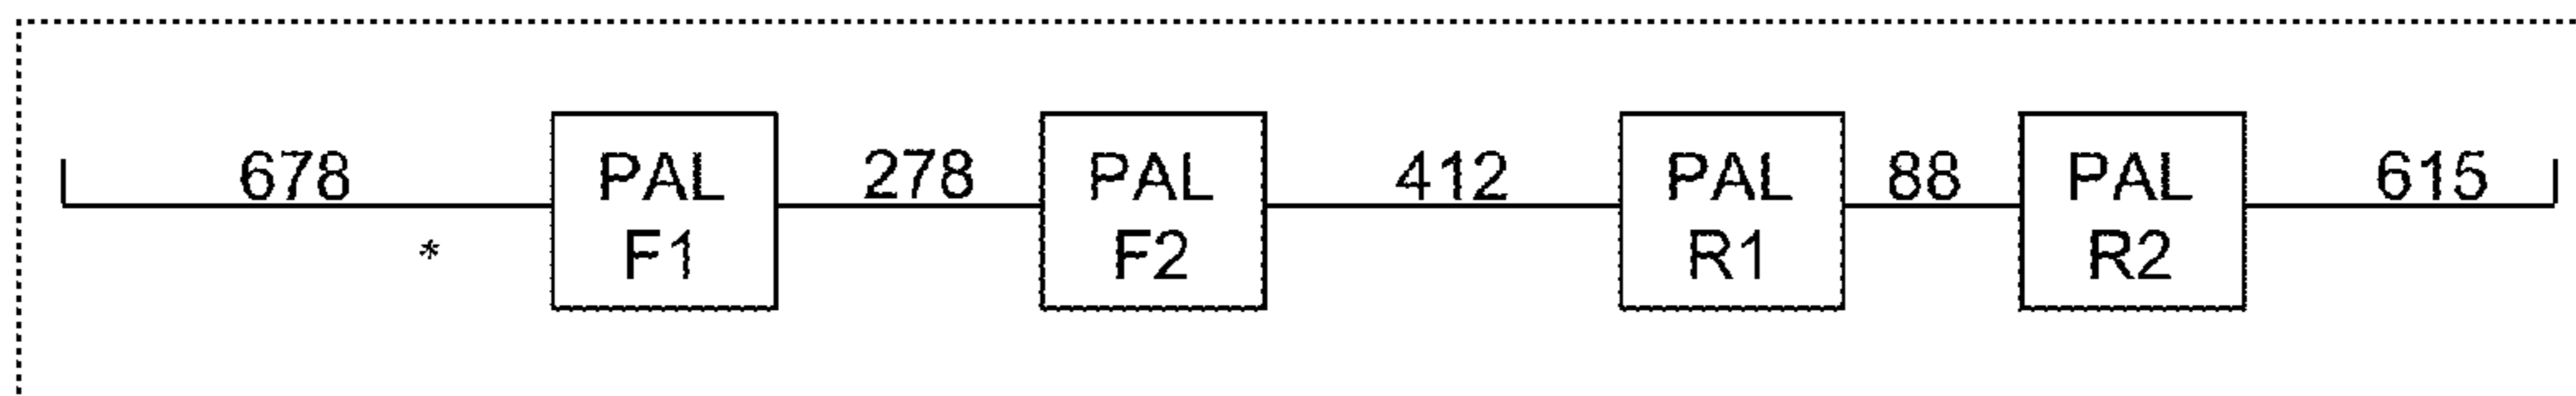 678 PAL 278 PAL 412 PAL 88 PAL 615
* F1 F2 R1 R2